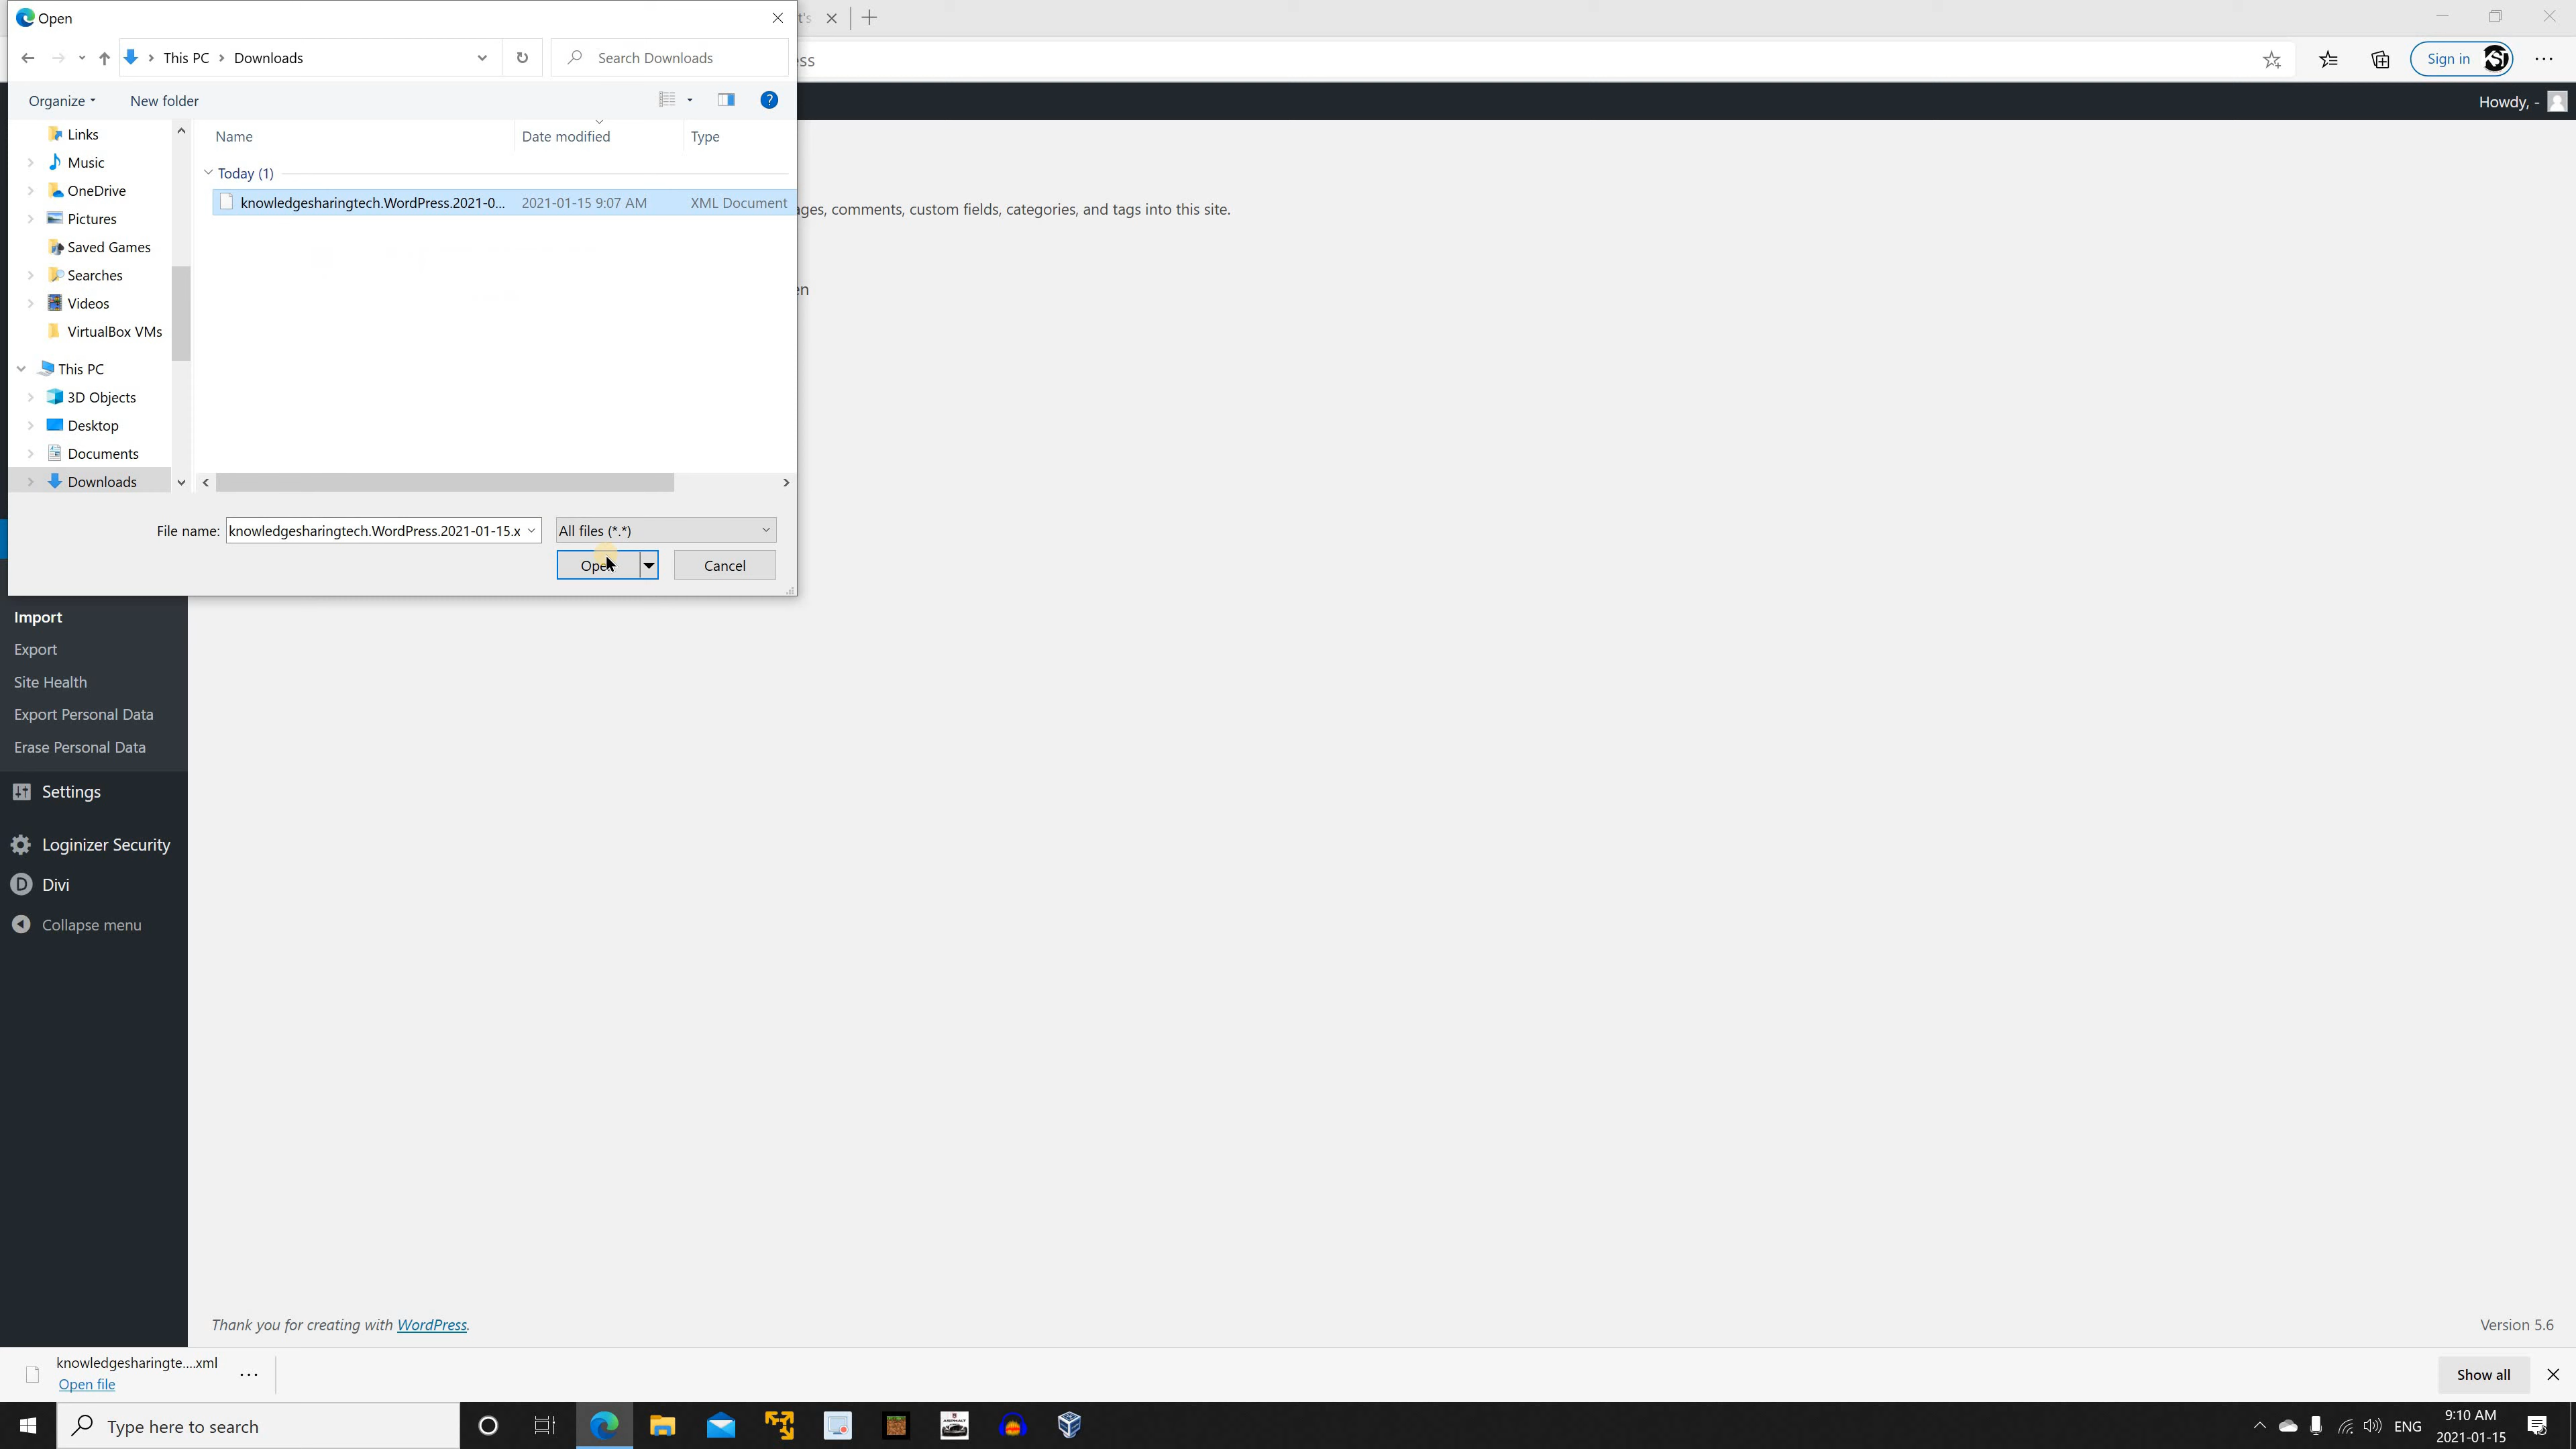 Open
t's
This PC > Downloads
Search Downloads
ss
Sign in
Organize
New folder
Howdy, -
Links
Music
OneDrive
Pictures
Saved Games
Searches
Videos
VirtualBox VMs
This PC
3D Objects
Desktop
Documents
Downloads
Name
Date modified
Type
Today (1)
knowledgesharingtech.WordPress.2021-0... 2021-01-15 9:07 AM XML Document
ages, comments, custom fields, categories, and tags into this site.
en
File name: knowledgesharingtech.WordPress.2021-01-15.x
All files (*.*)
Open
Cancel
Import
Export
Site Health
Export Personal Data
Erase Personal Data
Settings
Loginizer Security
D Divi
Collapse menu
Thank you for creating with WordPress.
Version 5.6
knowledgesharingte....xml
Open file
Show all
Type here to search
ASPHALT
ENG
9:10 AM
2021-01-15